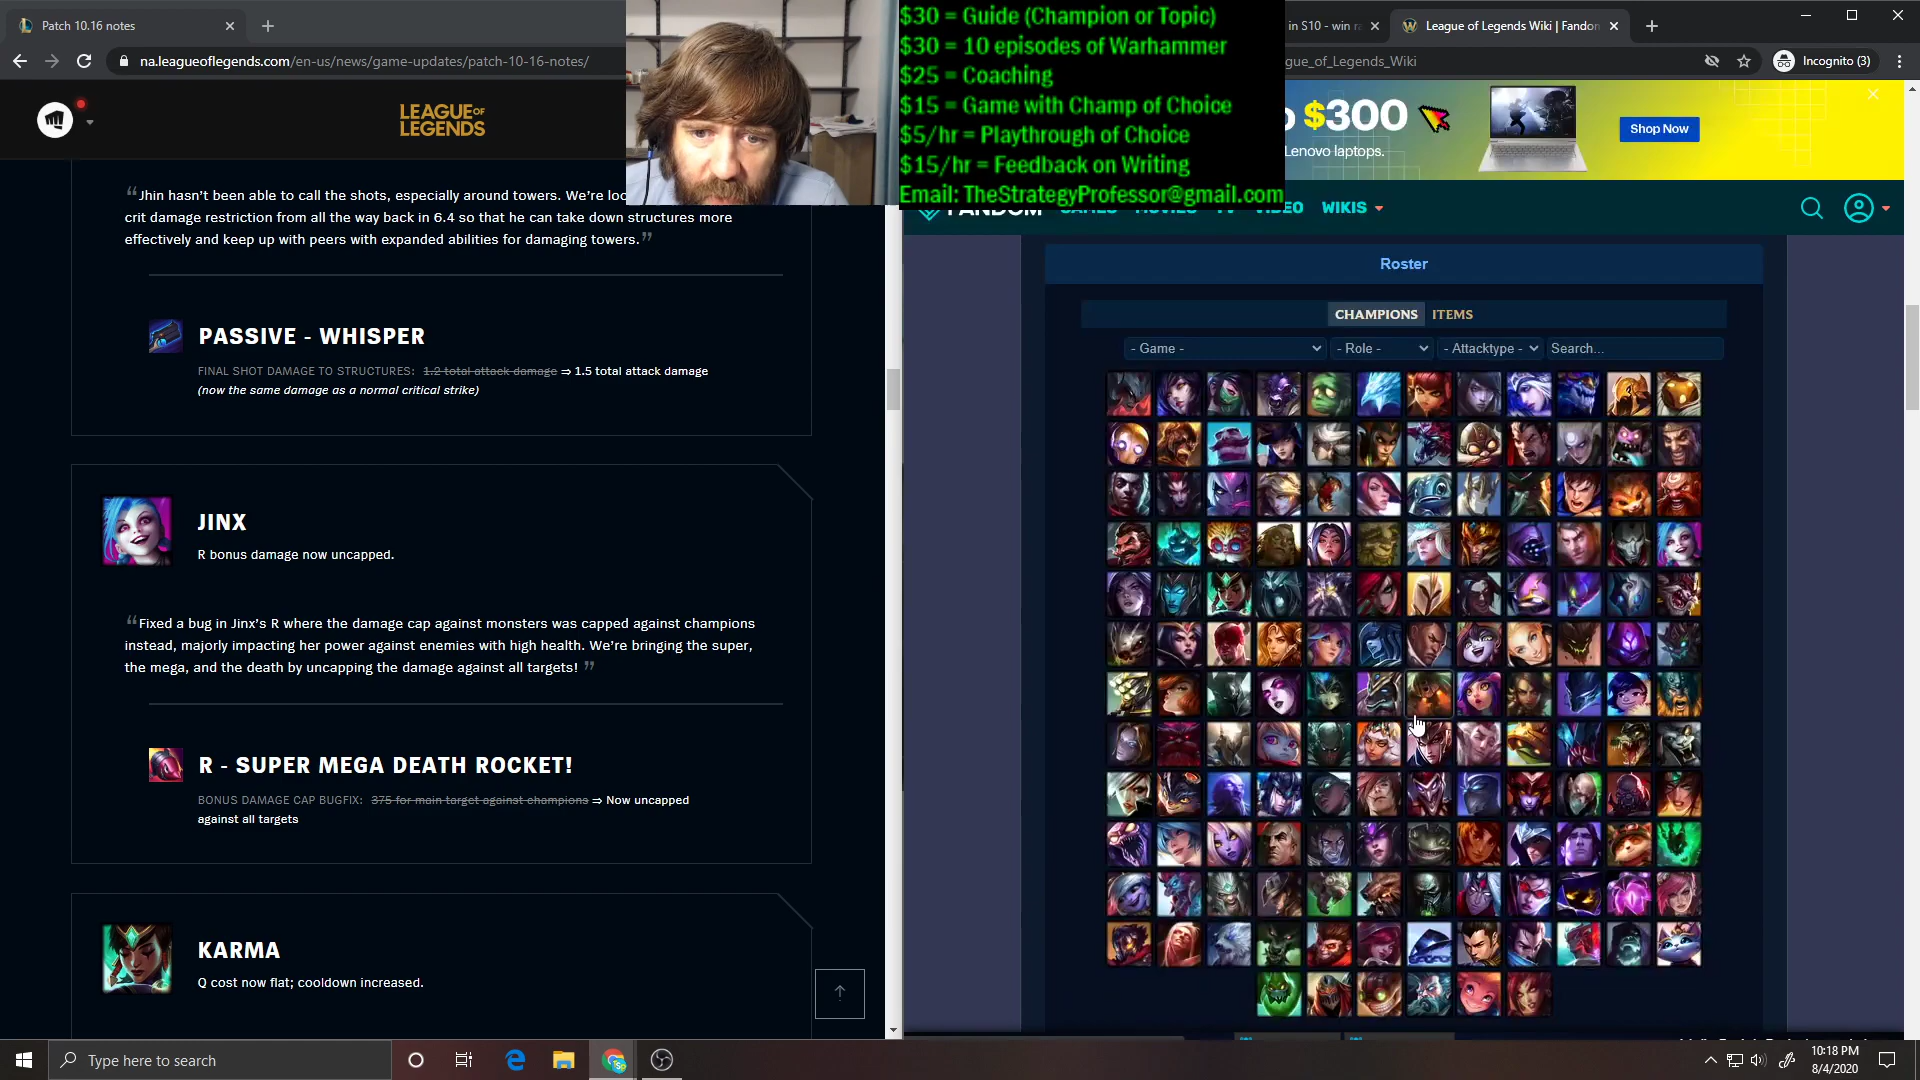 Patch 10.16 notes
na.leagueoflegends.com/en-us/news/game-updates/patch-10-16-notes/
LEAGUE OF
LEGENDS
“Jhin hasn't been able to call the shots, especially around towers. We're loo
crit damage restriction from all the way back in 6.4 so that he can take down structures more
effectively and keep up with peers with expanded abilities for damaging towers.”
PASSIVE - WHISPER
FINAL SHOT DAMAGE TO STRUCTURES: 1.2 total attack damage ⇒ 1.5 total attack damage
(now the same damage as a normal critical strike)
JINX
R bonus damage now uncapped.
“Fixed a bug in Jinx's R where the damage cap against monsters was capped against champions
instead, majorly impacting her power against enemies with high health. We're bringing the super,
the mega, and the death by uncapping the damage against all targets! ”
R - SUPER MEGA DEATH ROCKET!
BONUS DAMAGE CAP BUGFIX: 375 for main target against champions ⇒ Now uncapped
against all targets
KARMA
Q cost now flat; cooldown increased.
$30 = Guide (Champion or Topic)
$30 = 10 episodes of Warhammer
$25 = Coaching
$15 = Game with Champ of Choice
$5/hr = Playthrough of Choice
$15/hr = Feedback on Writing
Email: TheStrategyProfessor@gmail.com
in S10 - win ra
League of Legends Wiki | Fandom
gue_of_Legends_Wiki
Incognito (3)
o $300
Lenovo laptops.
Shop Now
FANDOM GAMES MOVIES TV VIDEO WIKIS
Roster
CHAMPIONS ITEMS
- Game - - Role - - Attacktype - Search...
Type here to search
10:18 PM
8/4/2020